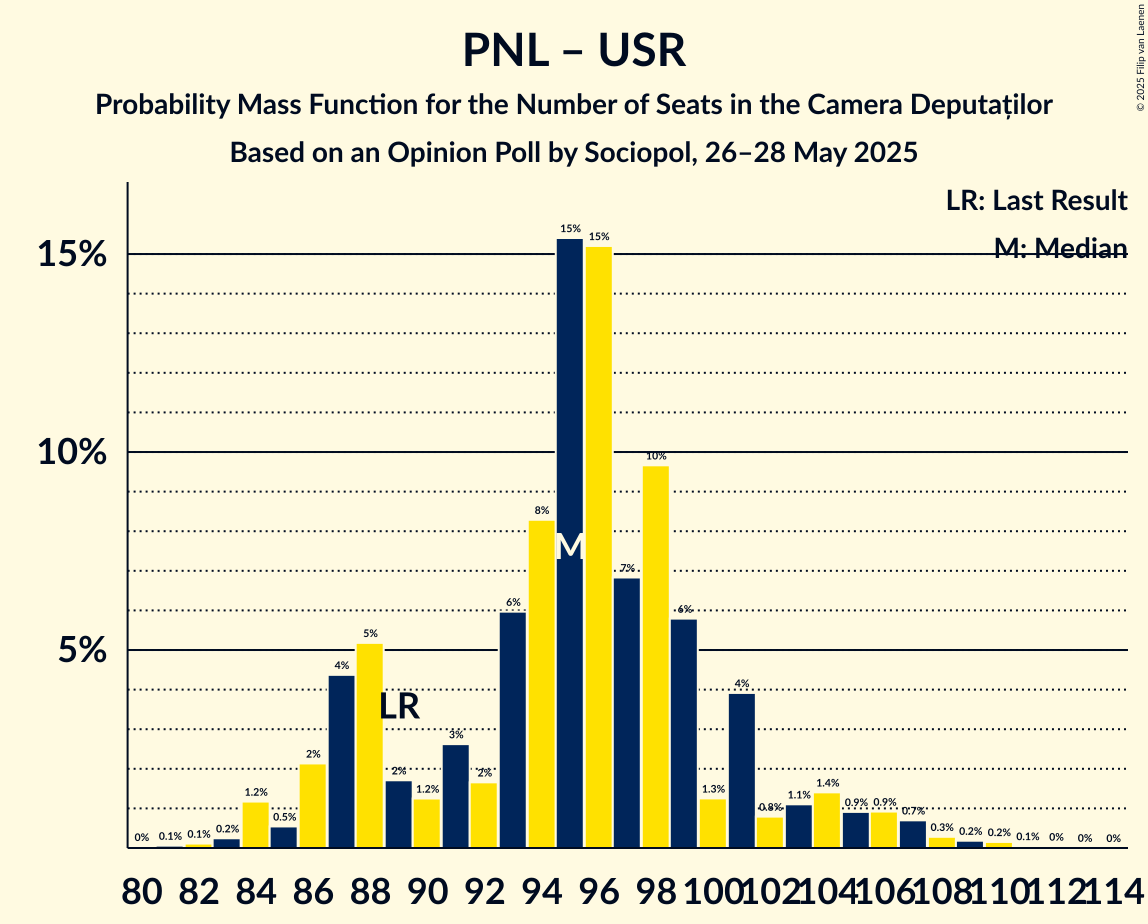 © 2025 Filip van Laenen
PNL – USR
Probability Mass Function for the Number of Seats in the Camera Deputaților
Based on an Opinion Poll by Sociopol, 26–28 May 2025
LR: Last Result
M: Median
15%
10%
5%
0% 0.1% 0.1% 0.2% 1.2% 0.5% 2% 4% 5% 2% 1.2% 3% 2% 6% 8% 15% 15% 7% 10% 6% 1.3% 4% 0.8% 1.1% 1.4% 0.9% 0.9% 0.7% 0.3% 0.2% 0.2% 0.1% 0% 0% 0%
M
LR
80 82 84 86 88 90 92 94 96 98 100 102 104 106 108 110 112 114